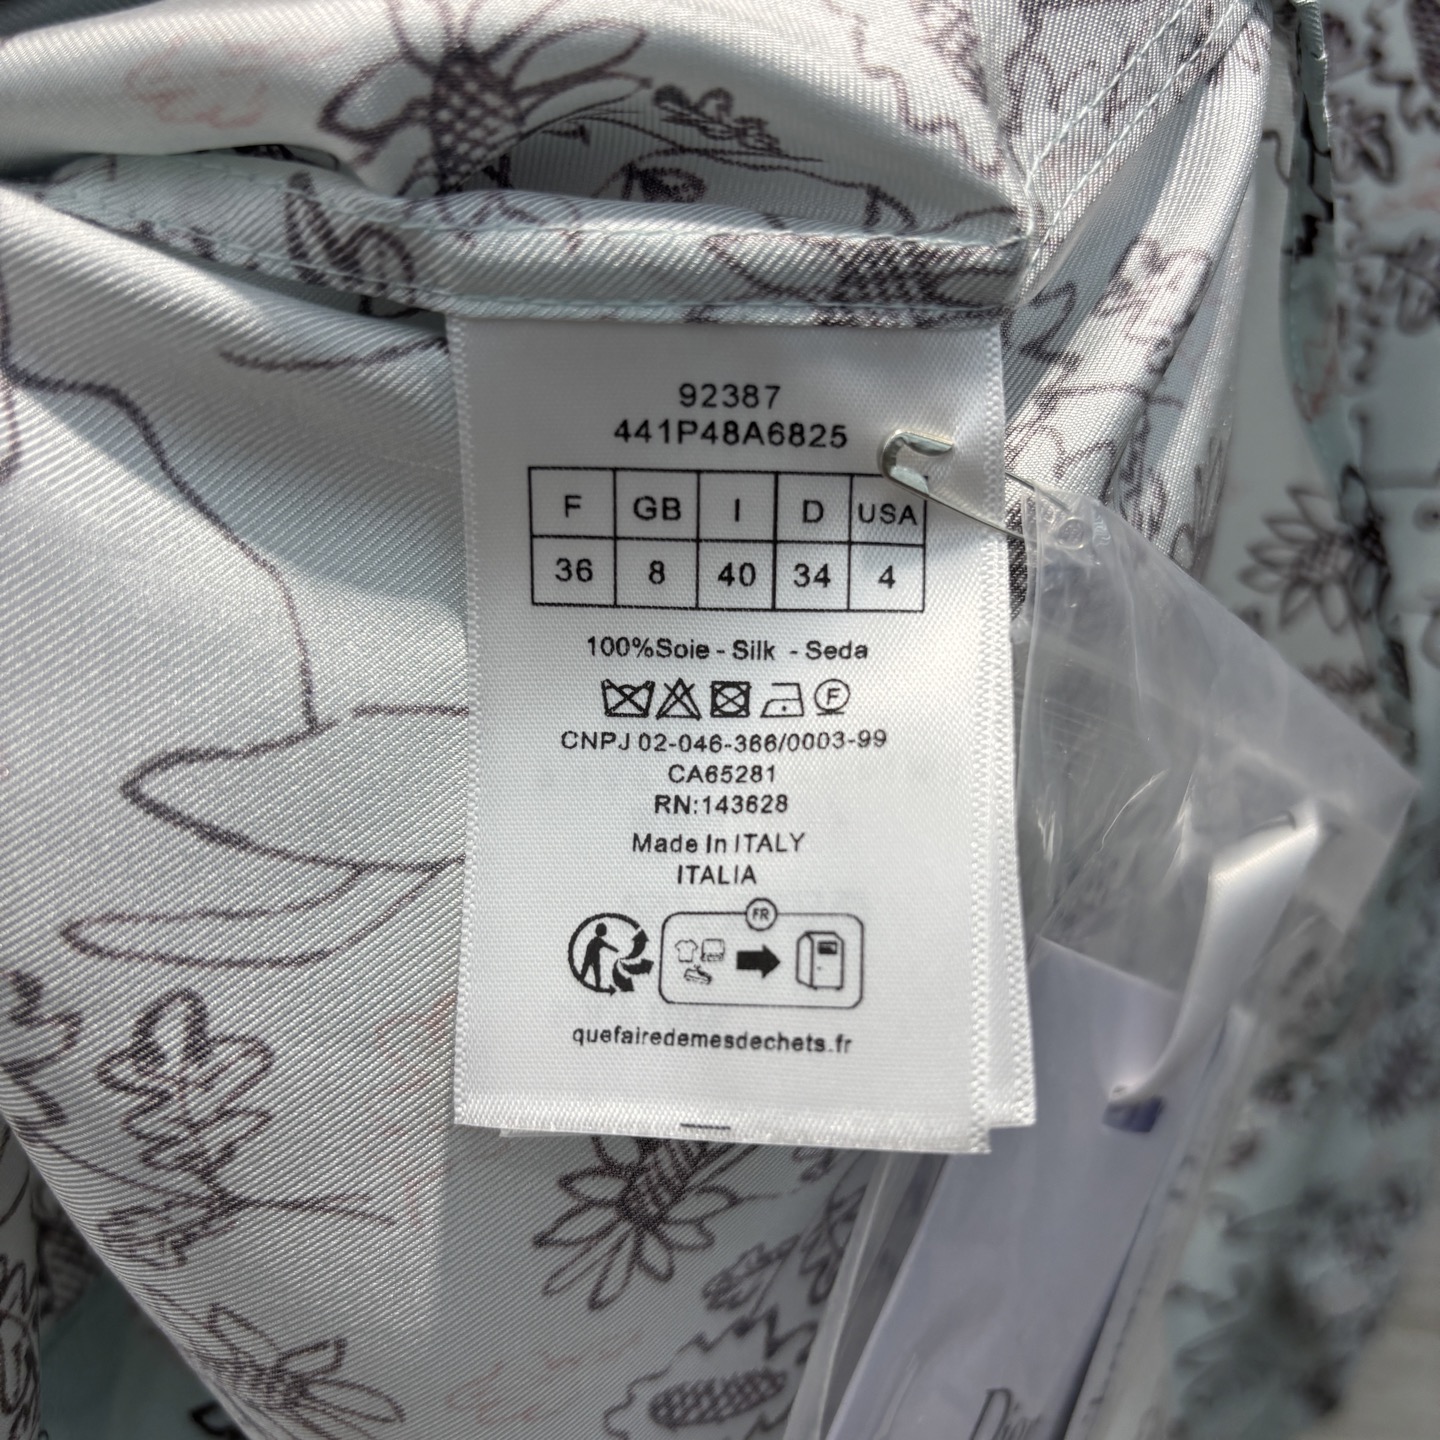 92387
441P48A6825
F GB I D USA
36 8 40 34 4
100%Soie - Silk - Seda
F
CNPJ 02-046-366/0003-99
CA65281
RN:143628
Made In ITALY
ITALIA
FR
quefairedemesdechets.fr
Dior